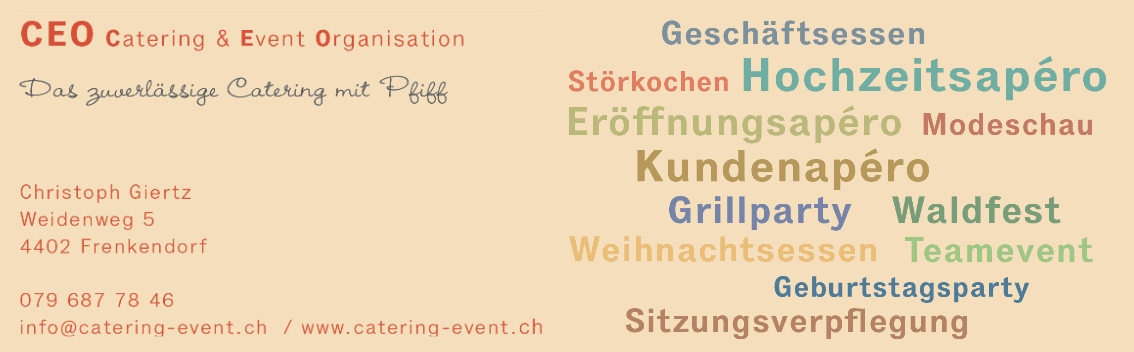 CEO Catering & Event Organisation
Das zuverlässige Catering mit Pfiff
Christoph Giertz
Weidenweg 5
4402 Frenkendorf
079 687 78 46
info@catering-event.ch / www.catering-event.ch
Geschäftsessen
Störkochen Hochzeitsapéro
Eröffnungsapéro Modeschau
Kundenapéro
Grillparty Waldfest
Weihnachtsessen Teamevent
Geburtstagsparty
Sitzungsverpflegung